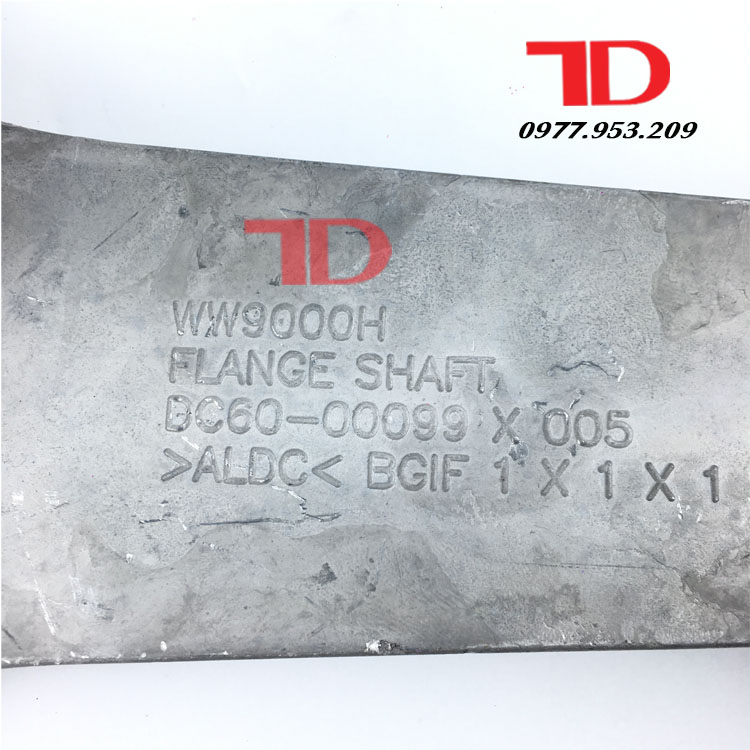 TD
0977.953.209
TD
WW9000H
FLANGE SHAFT
DC60-00099 X 005
>ALDC< BGIF 1 X 1 X 1